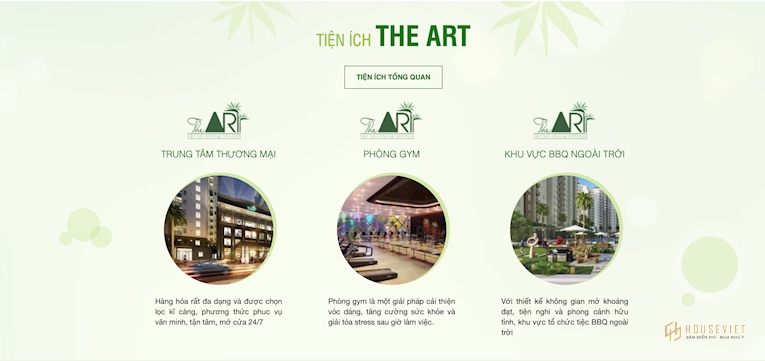 TIỆN ÍCH THE ART
TIỆN ÍCH TỔNG QUAN
The ART
The ART
The ART
TRUNG TÂM THƯƠNG MẠI
PHÒNG GYM
KHU VỰC BBQ NGOÀI TRỜI
Hàng hóa rất đa dạng và được chọn
lọc kĩ càng, phương thức phục vụ
văn minh, tận tâm, mở cửa 24/7
Phòng gym là một giải pháp cải thiện
vóc dáng, tăng cường sức khỏe và
giải tỏa stress sau giờ làm việc.
Với thiết kế không gian mở khoáng
đạt, tiện nghi và phong cảnh hữu
tình, khu vực tổ chức tiệc BBQ ngoài
trời
HOUSEVIET
BÁN MIỄN PHÍ - MUA NHƯ Ý